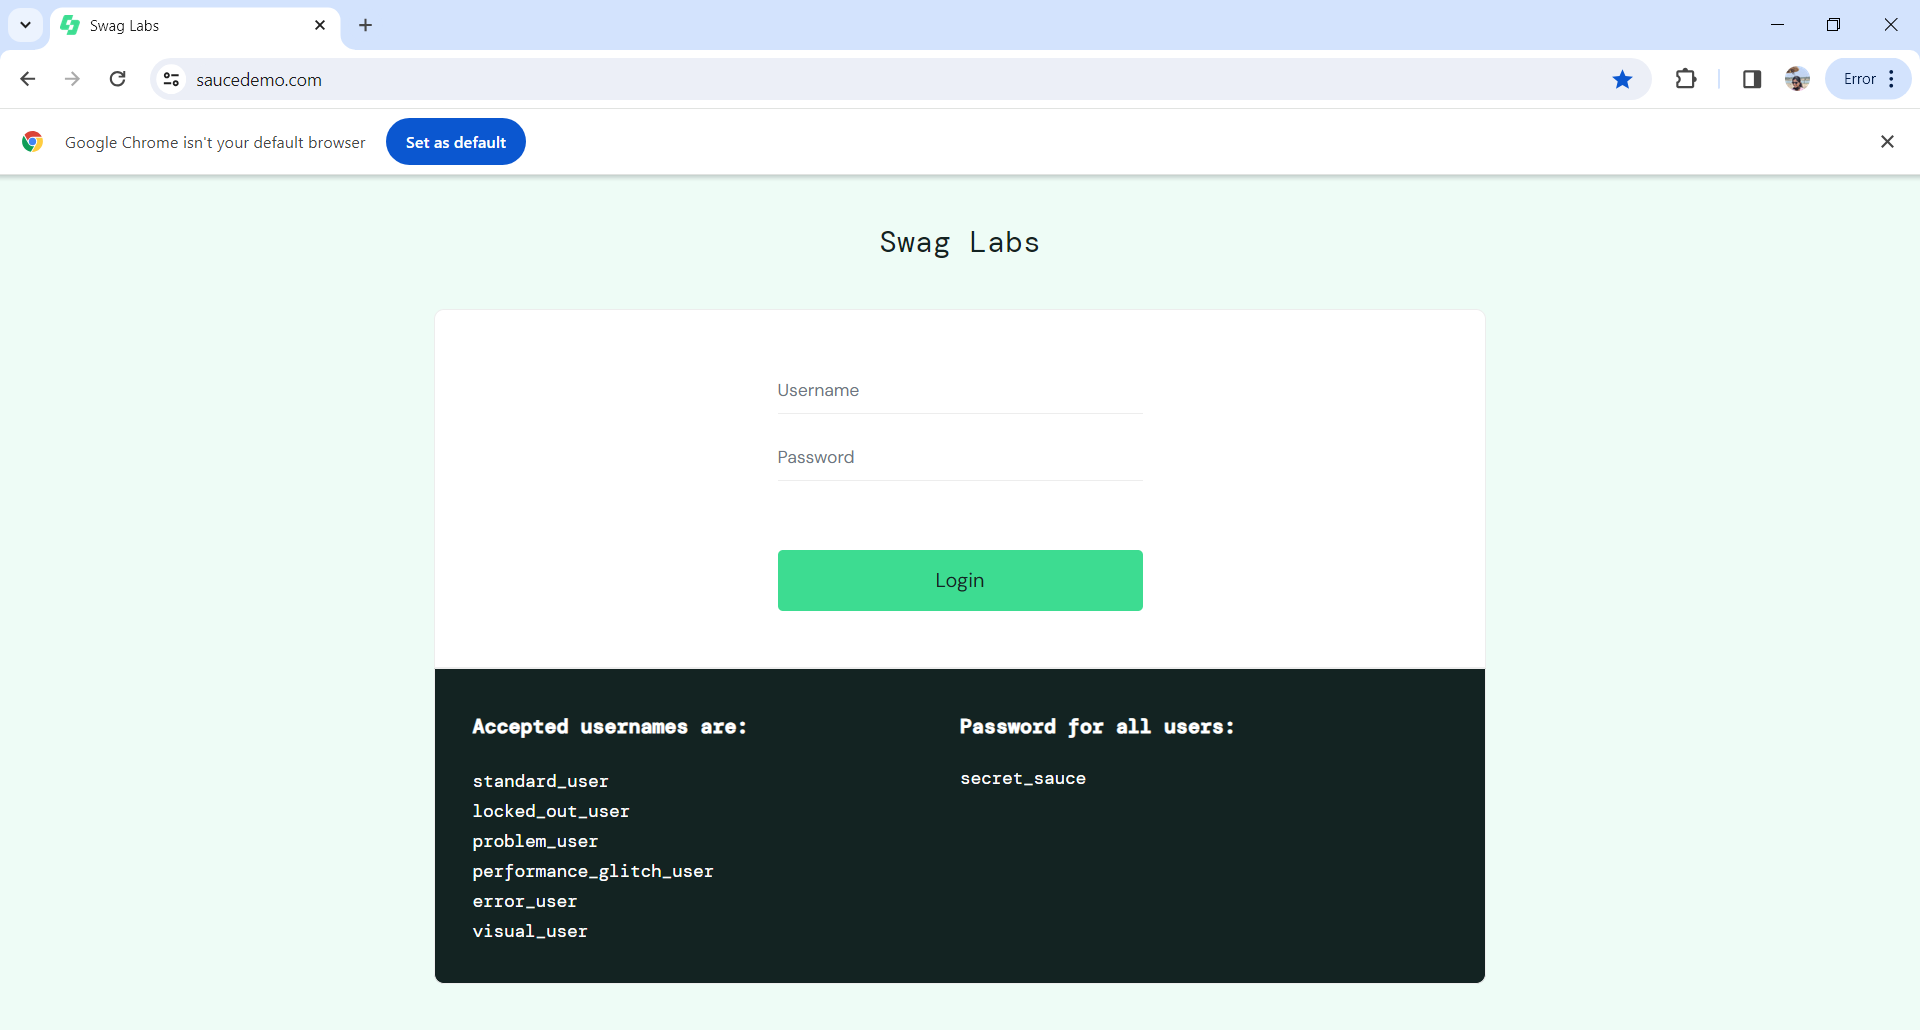 Swag Labs
saucedemo.com
Error
Google Chrome isn't your default browser
Set as default
Swag Labs
Username
Password
Login
Accepted usernames are:
standard_user
locked_out_user
problem_user
performance_glitch_user
error_user
visual_user
Password for all users:
secret_sauce